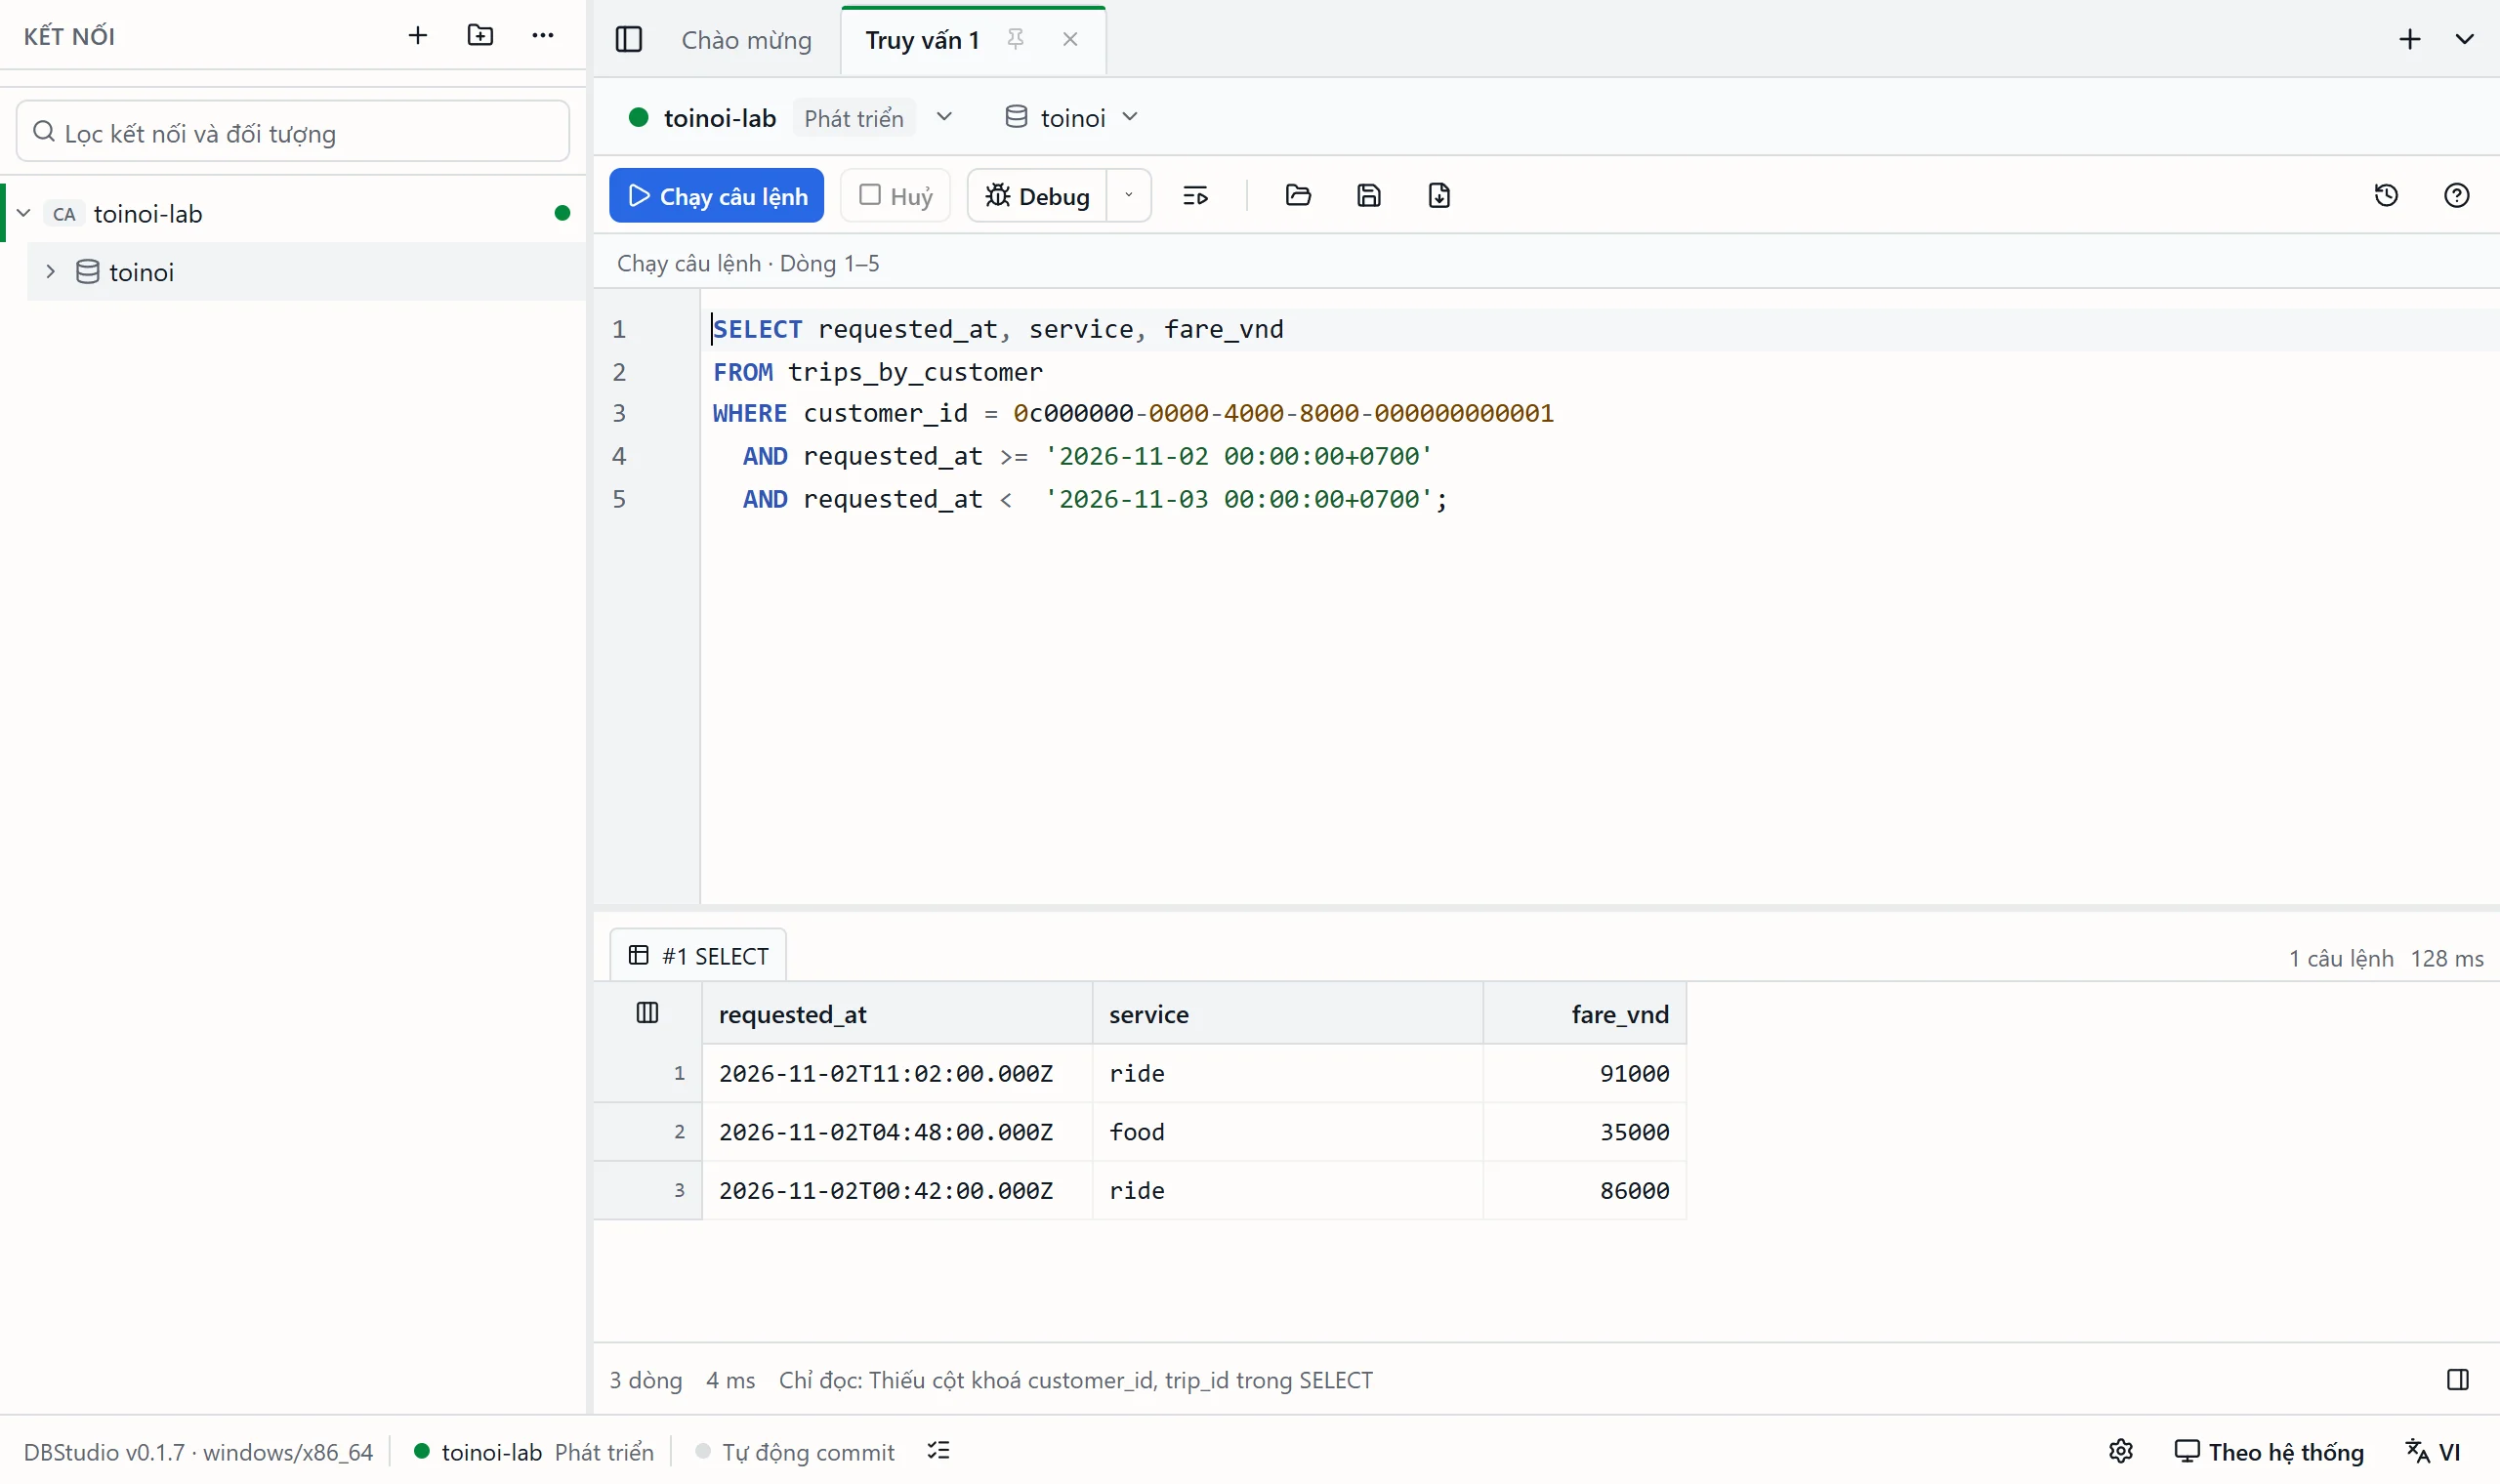 KẾT NỐI
Lọc kết nối và đối tượng
CA toinoi-lab
toinoi
Chào mừng
Truy vấn 1
toinoi-lab Phát triển toinoi
Chạy câu lệnh Huỷ Debug
Chạy câu lệnh · Dòng 1–5
1 SELECT requested_at, service, fare_vnd
2 FROM trips_by_customer
3 WHERE customer_id = 0c000000-0000-4000-8000-000000000001
4 AND requested_at >= '2026-11-02 00:00:00+0700'
5 AND requested_at < '2026-11-03 00:00:00+0700';
#1 SELECT
1 câu lệnh 128 ms
requested_at service fare_vnd
1 2026-11-02T11:02:00.000Z ride 91000
2 2026-11-02T04:48:00.000Z food 35000
3 2026-11-02T00:42:00.000Z ride 86000
3 dòng 4 ms Chỉ đọc: Thiếu cột khoá customer_id, trip_id trong SELECT
DBStudio v0.1.7 · windows/x86_64 toinoi-lab Phát triển Tự động commit Theo hệ thống VI